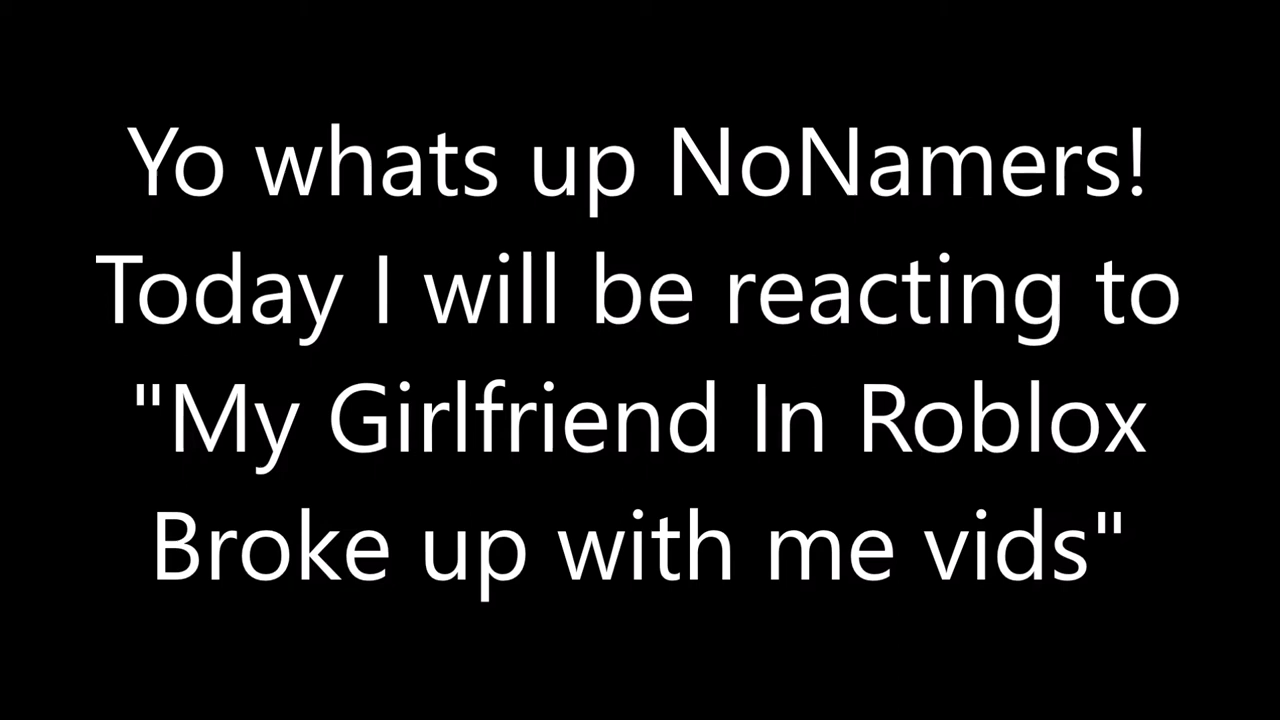 Yo whats up NoNamers!
Today I will be reacting to
"My Girlfriend In Roblox
Broke up with me vids"